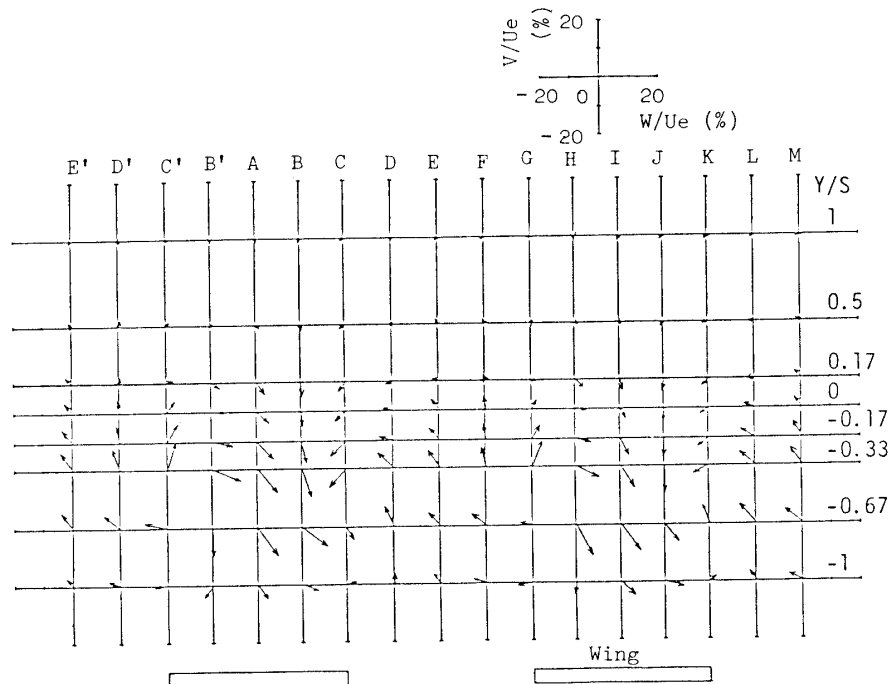 20
V/Ue (%)
- 20 0 20
- 20
W/Ue (%)
E' D' C' B' A B C D E F G H I J K L M
Y/S
1
0.5
0.17
0
-0.17
-0.33
-0.67
-1
Wing